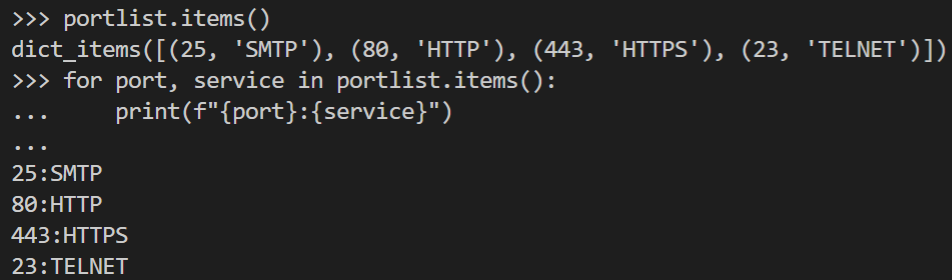 >>> portlist.items()
dict_items([(25, 'SMTP'), (80, 'HTTP'), (443, 'HTTPS'), (23, 'TELNET')])
>>> for port, service in portlist.items():
...     print(f"{port}:{service}")
...
25:SMTP
80:HTTP
443:HTTPS
23:TELNET